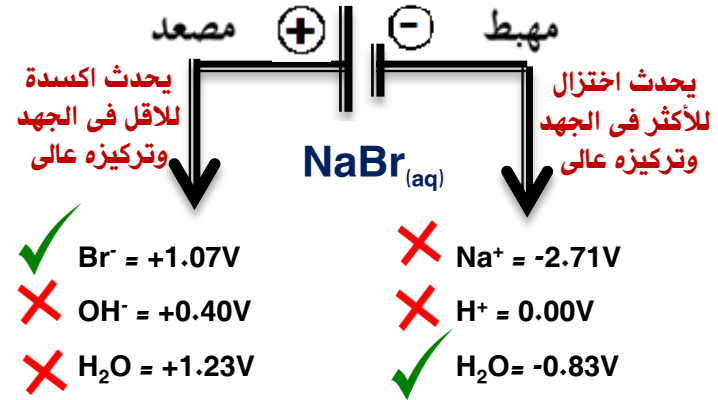 مصعد + - مهبط
يحدث اكسدة
للاقل فى الجهد
وتركيزه عالى
يحدث اختزال
للأكثر فى الجهد
وتركيزه عالى
NaBr(aq)
Br- = +1.07V
OH- = +0.40V
H2O = +1.23V
Na+ = -2.71V
H+ = 0.00V
H2O= -0.83V